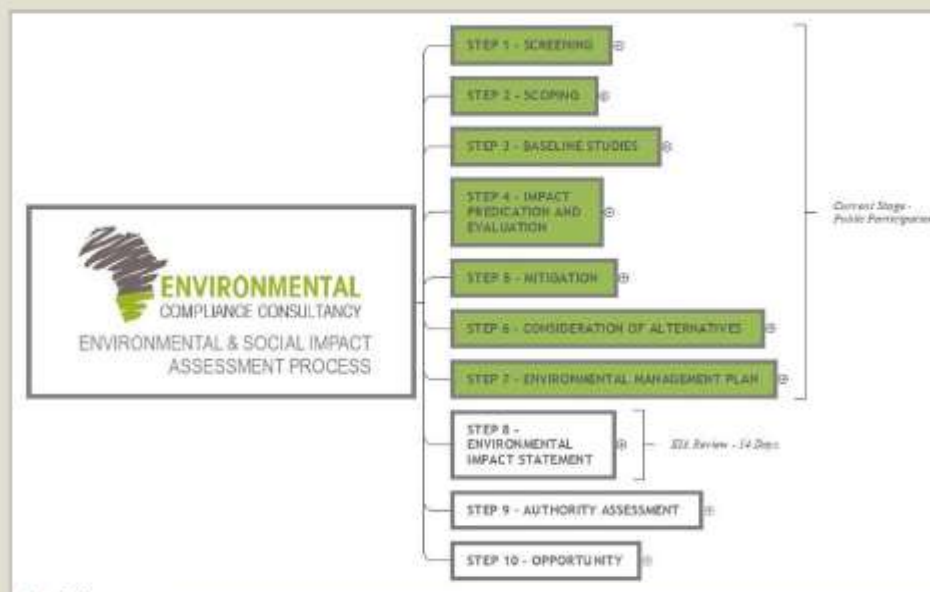 ENVIRONMENTAL
COMPLIANCE CONSULTANCY
ENVIRONMENTAL & SOCIAL IMPACT
ASSESSMENT PROCESS
STEP 1 - SCREENING
STEP 2 - SCOPING
STEP 3 - BASELINE STUDIES
STEP 4 - IMPACT
PREDICATION AND
EVALUATION
STEP 5 - MITIGATION
STEP 6 - CONSIDERATION OF ALTERNATIVES
STEP 7 - ENVIRONMENTAL MANAGEMENT PLAN
Current Stage -
Public Participation
STEP 8 -
ENVIRONMENTAL
IMPACT STATEMENT
Review - 14 Days
STEP 9 - AUTHORITY ASSESSMENT
STEP 10 - OPPORTUNITY